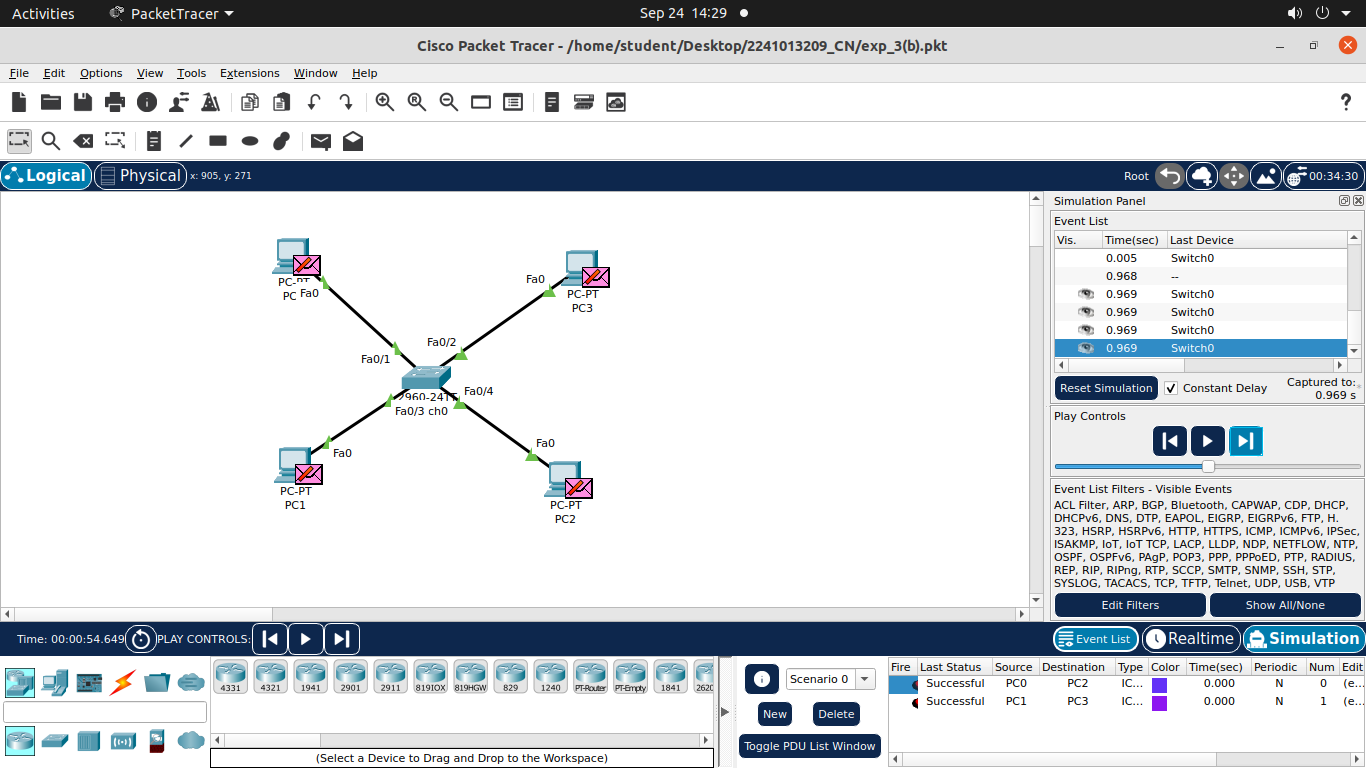 Activities PacketTracer Sep 24 14:29
Cisco Packet Tracer - /home/student/Desktop/2241013209_CN/exp_3(b).pkt
File Edit Options View Tools Extensions Window Help
Logical Physical x: 905, y: 271 Root 00:34:30
PC-PT
PC Fa0
Fa0
PC-PT
PC3
Fa0/1
Fa0/2
2960-24TT
Fa0/3 ch0
Fa0/4
Fa0
PC-PT
PC1
Fa0
PC-PT
PC2
Simulation Panel
Event List
Vis. Time(sec) Last Device
0.005 Switch0
0.968 --
0.969 Switch0
0.969 Switch0
0.969 Switch0
0.969 Switch0
Reset Simulation Constant Delay Captured to:
0.969 s
Play Controls
Event List Filters - Visible Events
ACL Filter, ARP, BGP, Bluetooth, CAPWAP, CDP, DHCP,
DHCPv6, DNS, DTP, EAPOL, EIGRP, EIGRPv6, FTP, H.
323, HSRP, HSRPv6, HTTP, HTTPS, ICMP, ICMPv6, IPSec,
ISAKMP, IoT, IoT TCP, LACP, LLDP, NDP, NETFLOW, NTP,
OSPF, OSPFv6, PAgP, POP3, PPP, PPPoED, PTP, RADIUS,
REP, RIP, RIPng, RTP, SCCP, SMTP, SNMP, SSH, STP,
SYSLOG, TACACS, TCP, TFTP, Telnet, UDP, USB, VTP
Edit Filters Show All/None
Time: 00:00:54.649 PLAY CONTROLS: Event List Realtime Simulation
4331 4321 1941 2901 2911 819IOX 819HGW 829 1240 PT-Router PT-Empty 1841 2620
(Select a Device to Drag and Drop to the Workspace)
Scenario 0
New Delete
Toggle PDU List Window
Fire Last Status Source Destination Type Color Time(sec) Periodic Num Edit
Successful PC0 PC2 IC... 0.000 N 0 (e...
Successful PC1 PC3 IC... 0.000 N 1 (e...